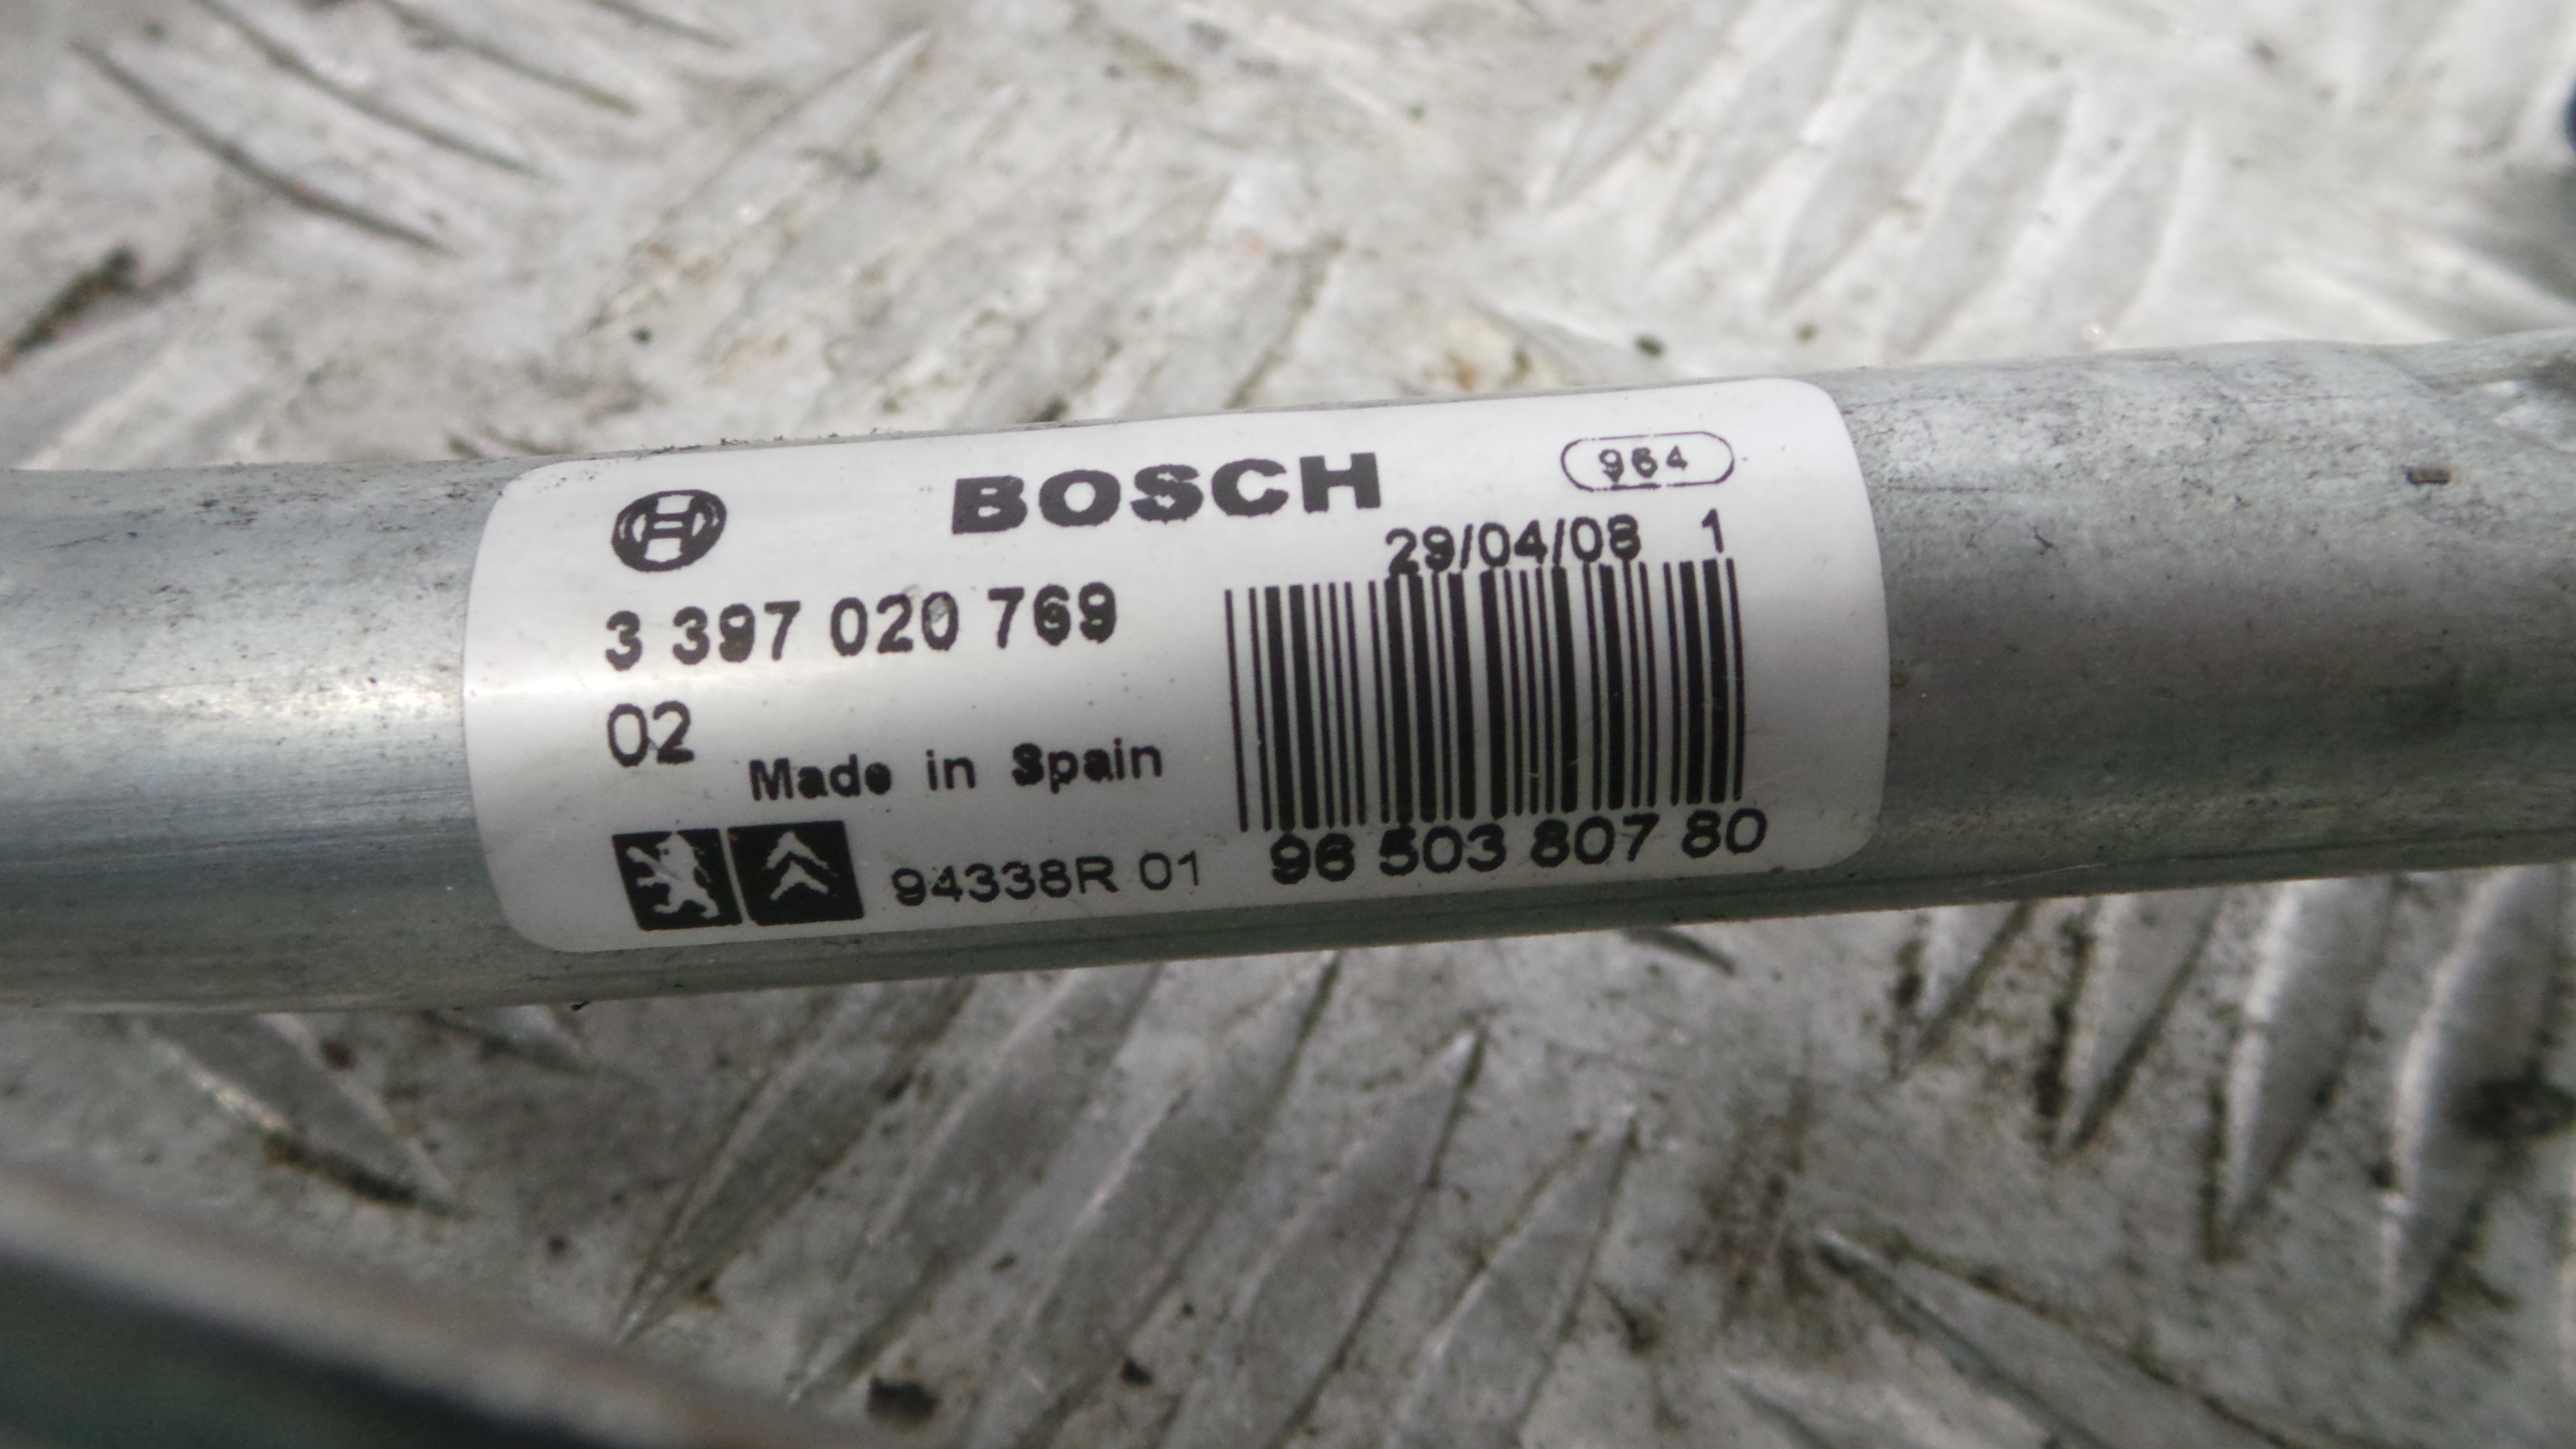 BOSCH
964
29/04/08 1
3 397 020 769
02
Made in Spain
94338R 01
96 503 807 80